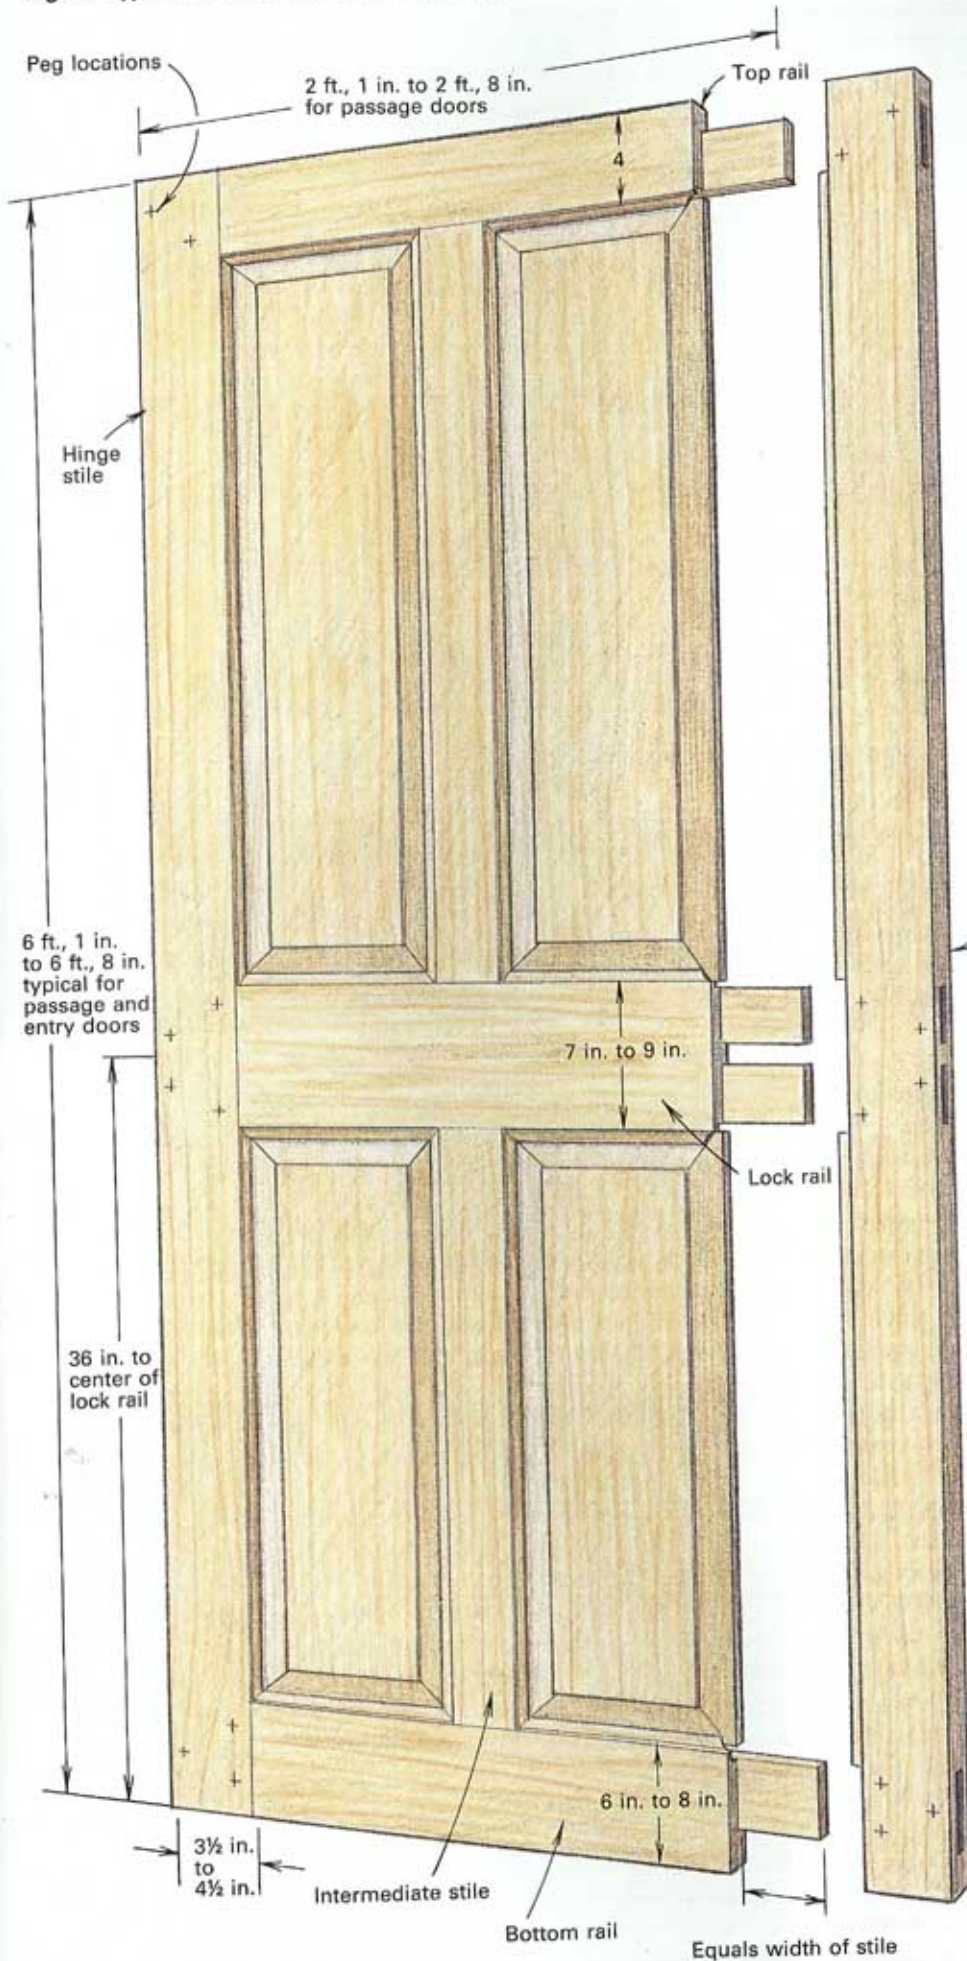 Peg locations
2 ft., 1 in. to 2 ft., 8 in.
for passage doors
Top rail
4
Hinge
stile
6 ft., 1 in.
to 6 ft., 8 in.
typical for
passage and
entry doors
7 in. to 9 in.
Lock rail
36 in. to
center of
lock rail
6 in. to 8 in.
3½ in.
to
4½ in.
Intermediate stile
Bottom rail
Equals width of stile